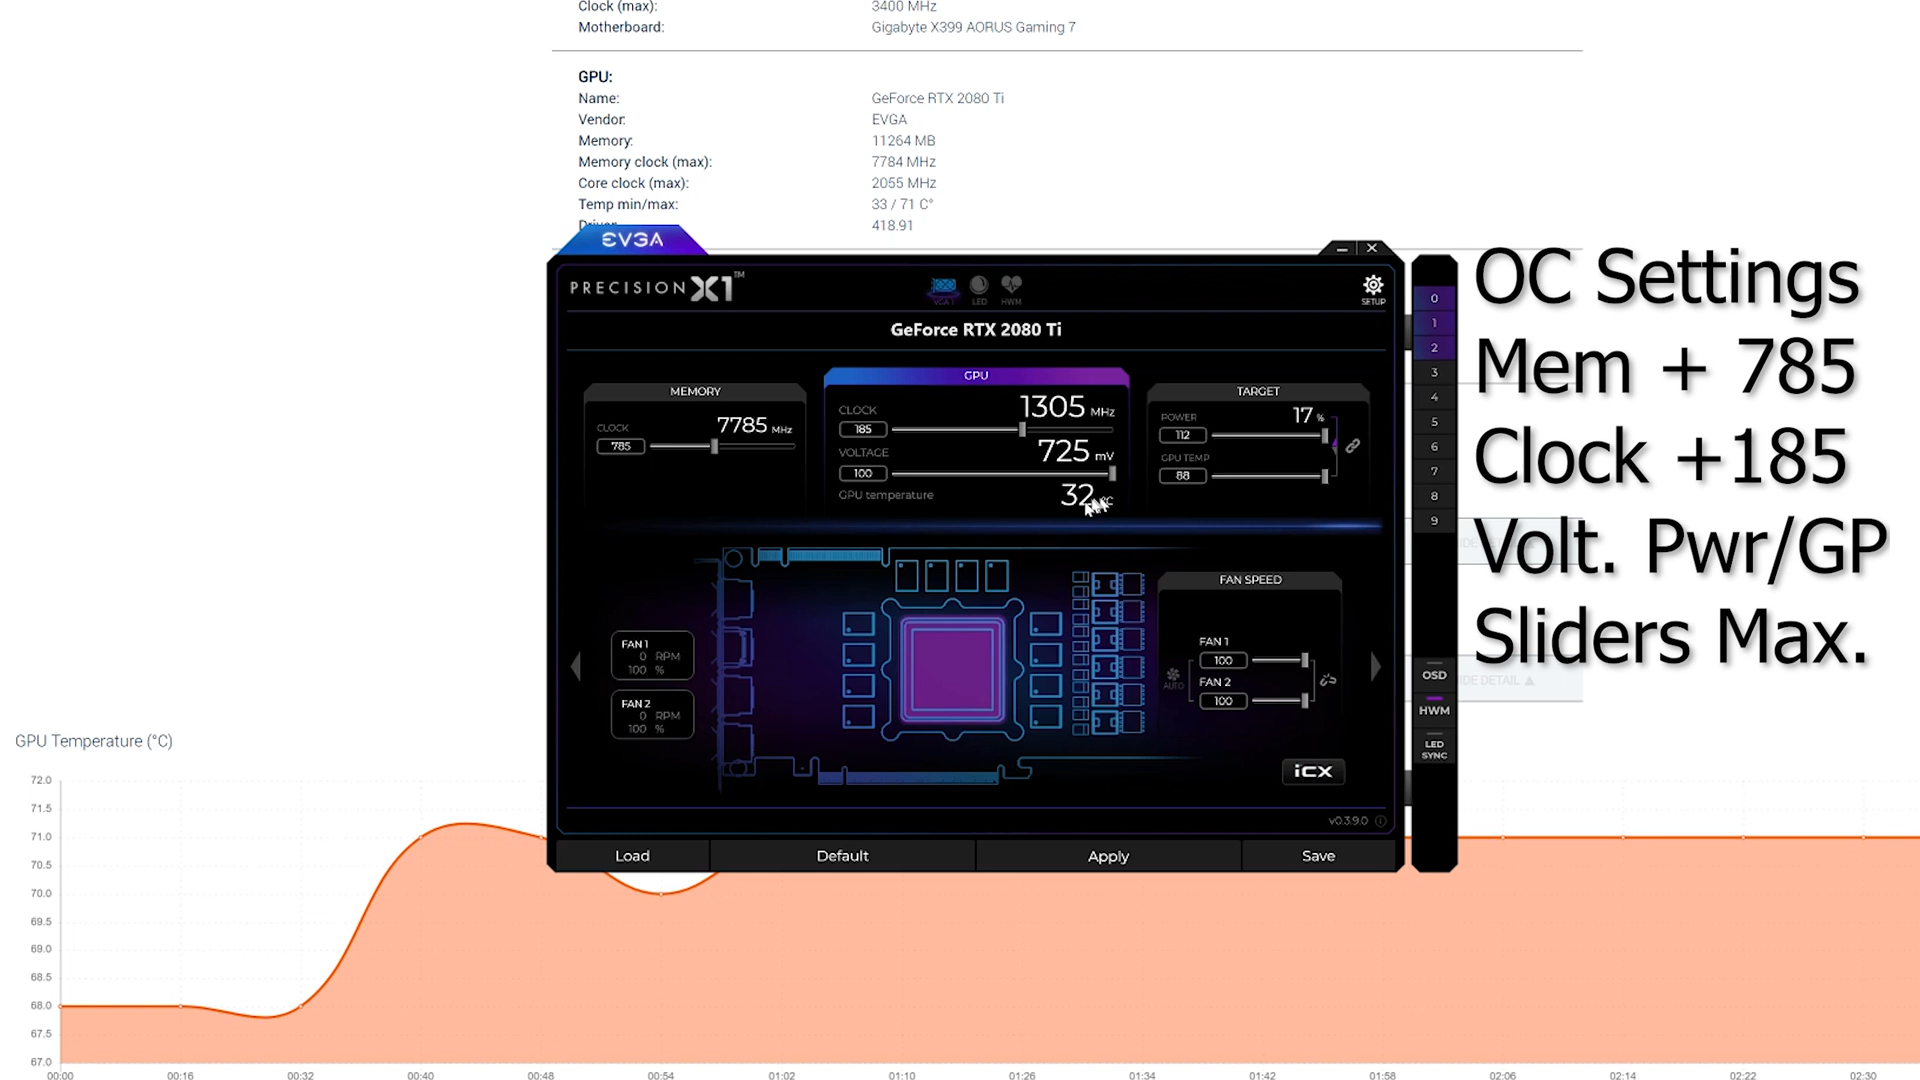 Clock (max): 3400 MHz
Motherboard: Gigabyte X399 AORUS Gaming 7
GPU:
Name: GeForce RTX 2080 Ti
Vendor: EVGA
Memory: 11264 MB
Memory clock (max): 7784 MHz
Core clock (max): 2055 MHz
Temp min/max: 33 / 71 C°
Driver: 418.91
EVGA
PRECISION X1™
VGA 1 LED HWM
SETUP
GeForce RTX 2080 Ti
MEMORY
CLOCK 7785 MHz
785
GPU
CLOCK 1305 MHz
185
VOLTAGE 725 mV
100
GPU temperature 32 °C
TARGET
POWER 17 %
112
GPU TEMP
88
FAN 1
0 RPM
100 %
FAN 2
0 RPM
100 %
FAN SPEED
FAN 1
100
AUTO
FAN 2
100
iCX
v0.3.9.0
Load Default Apply Save
0
1
2
3
4
5
6
7
8
9
OSD
HWM
LED
SYNC
OC Settings
Mem + 785
Clock +185
Volt. Pwr/GP
Sliders Max.
DETAIL ▲
GPU Temperature (°C)
72.0
71.5
71.0
70.5
70.0
69.5
69.0
68.5
68.0
67.5
67.0
00:00 00:16 00:32 00:40 00:48 00:54 01:02 01:10 01:26 01:34 01:42 01:58 02:06 02:14 02:22 02:30